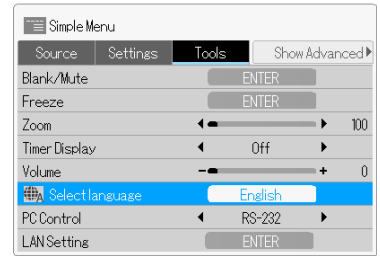 Simple Menu
Source Settings Tools Show Advanced
Blank/Mute ENTER
Freeze ENTER
Zoom 100
Timer Display Off
Volume - + 0
Select language English
PC Control RS-232
LAN Setting ENTER